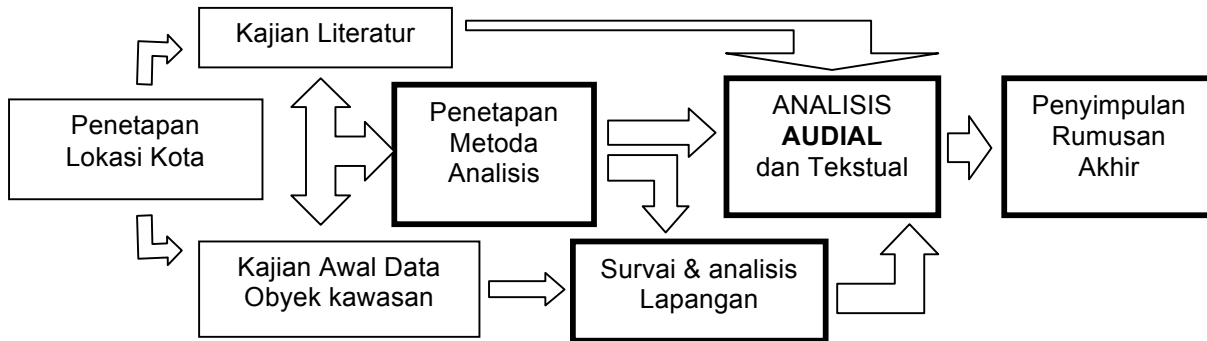 Kajian Literatur
Penetapan
Lokasi Kota
Penetapan
Metoda
Analisis
ANALISIS
AUDIAL
dan Tekstual
Penyimpulan
Rumusan
Akhir
Kajian Awal Data
Obyek kawasan
Survai & analisis
Lapangan